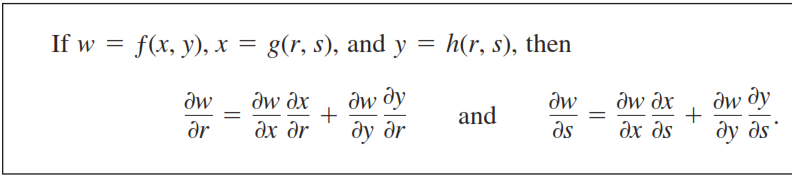 If w = f(x, y), x = g(r, s), and y = h(r, s), then
∂w/∂r = ∂w/∂x ∂x/∂r + ∂w/∂y ∂y/∂r and ∂w/∂s = ∂w/∂x ∂x/∂s + ∂w/∂y ∂y/∂s.